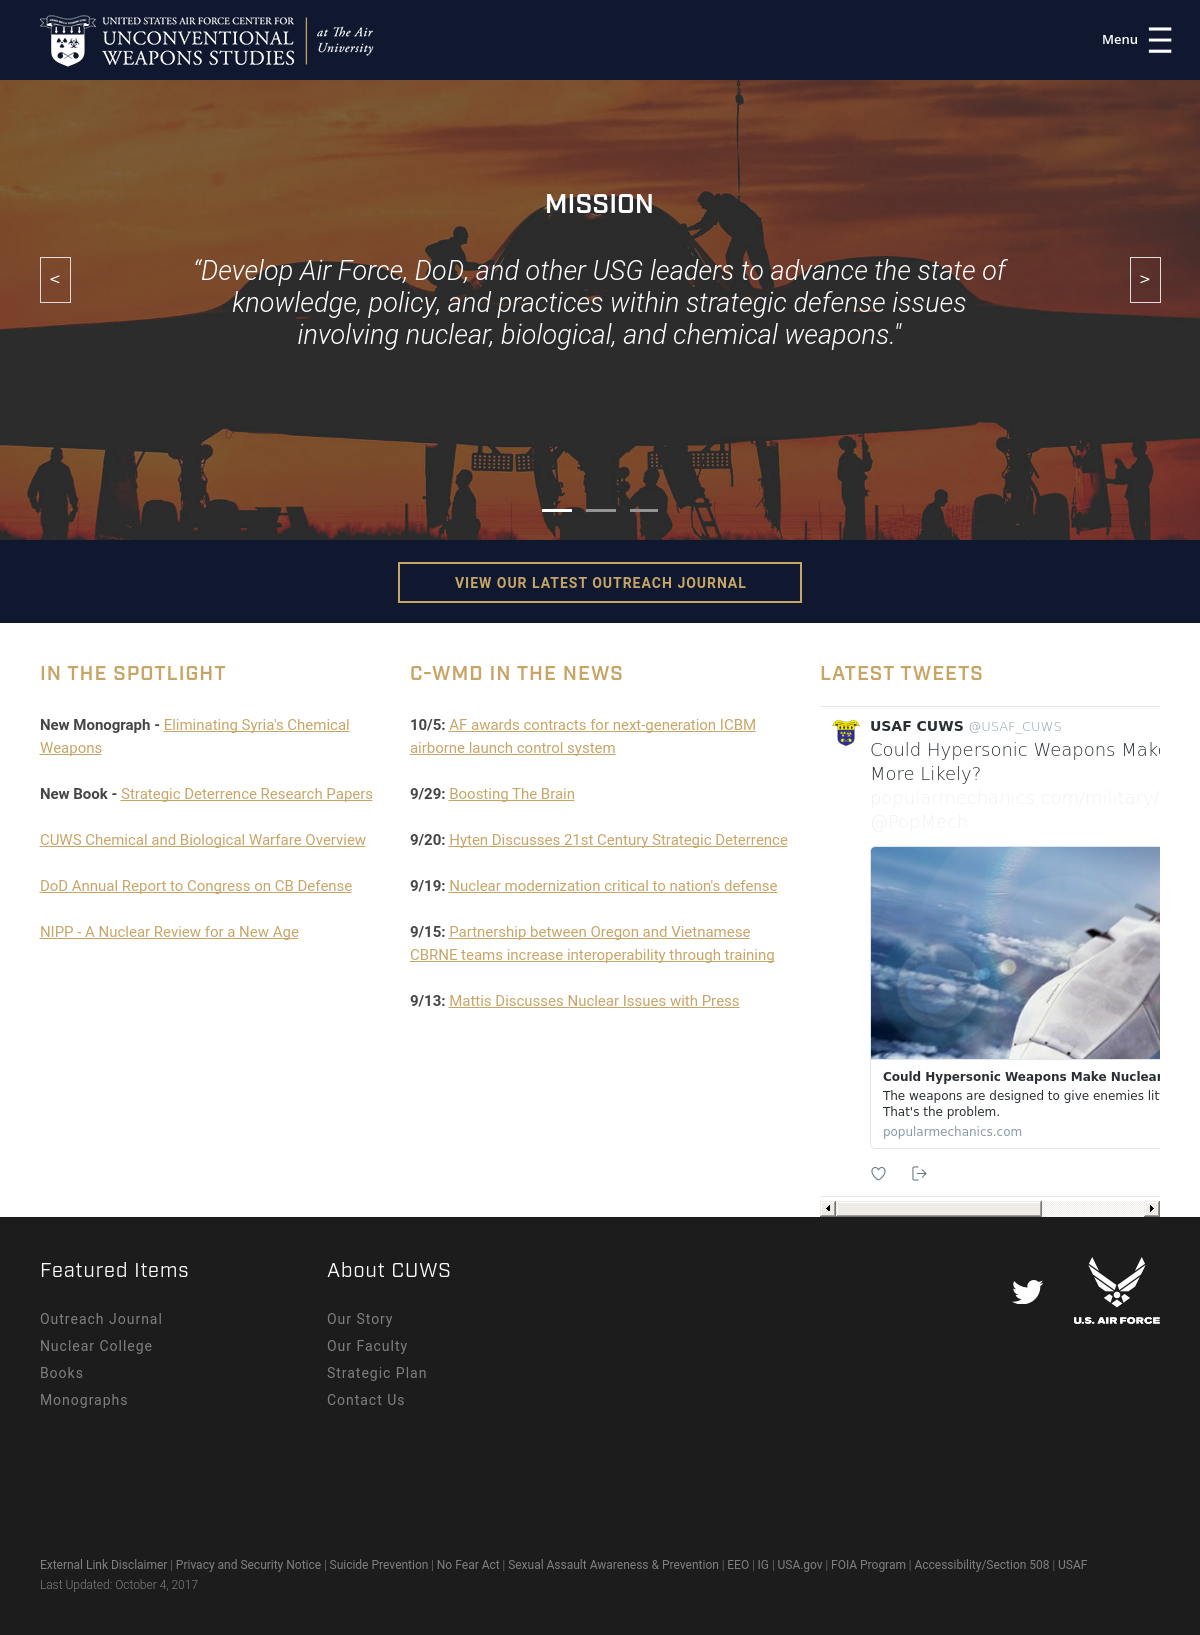 UNITED STATES AIR FORCE CENTER FOR
UNCONVENTIONAL
WEAPONS STUDIES
at The Air
University
Menu
MISSION
<
“Develop Air Force, DoD, and other USG leaders to advance the state of
knowledge, policy, and practices within strategic defense issues
involving nuclear, biological, and chemical weapons."
>
VIEW OUR LATEST OUTREACH JOURNAL
IN THE SPOTLIGHT
New Monograph - Eliminating Syria's Chemical
Weapons
New Book - Strategic Deterrence Research Papers
CUWS Chemical and Biological Warfare Overview
DoD Annual Report to Congress on CB Defense
NIPP - A Nuclear Review for a New Age
C-WMD IN THE NEWS
10/5: AF awards contracts for next-generation ICBM
airborne launch control system
9/29: Boosting The Brain
9/20: Hyten Discusses 21st Century Strategic Deterrence
9/19: Nuclear modernization critical to nation's defense
9/15: Partnership between Oregon and Vietnamese
CBRNE teams increase interoperability through training
9/13: Mattis Discusses Nuclear Issues with Press
LATEST TWEETS
USAF CUWS @USAF_CUWS
Could Hypersonic Weapons Make
More Likely?
popularmechanics.com/military/
@PopMech
Could Hypersonic Weapons Make Nuclear
The weapons are designed to give enemies lit
That's the problem.
popularmechanics.com
Featured Items
Outreach Journal
Nuclear College
Books
Monographs
About CUWS
Our Story
Our Faculty
Strategic Plan
Contact Us
U.S. AIR FORCE
External Link Disclaimer | Privacy and Security Notice | Suicide Prevention | No Fear Act | Sexual Assault Awareness & Prevention | EEO | IG | USA.gov | FOIA Program | Accessibility/Section 508 | USAF
Last Updated: October 4, 2017